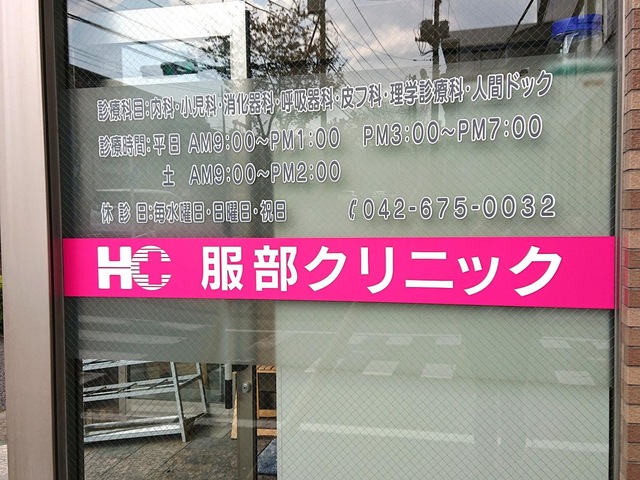 診療科目:内科・小児科・消化器科・呼吸器科・皮フ科・理学診療科・人間ドック
診療時間:平日 AM9:00〜PM1:00 PM3:00〜PM7:00
土 AM9:00〜PM2:00
休診日:毎水曜日・日曜日・祝日 ✆042-675-0032
HC 服部クリニック